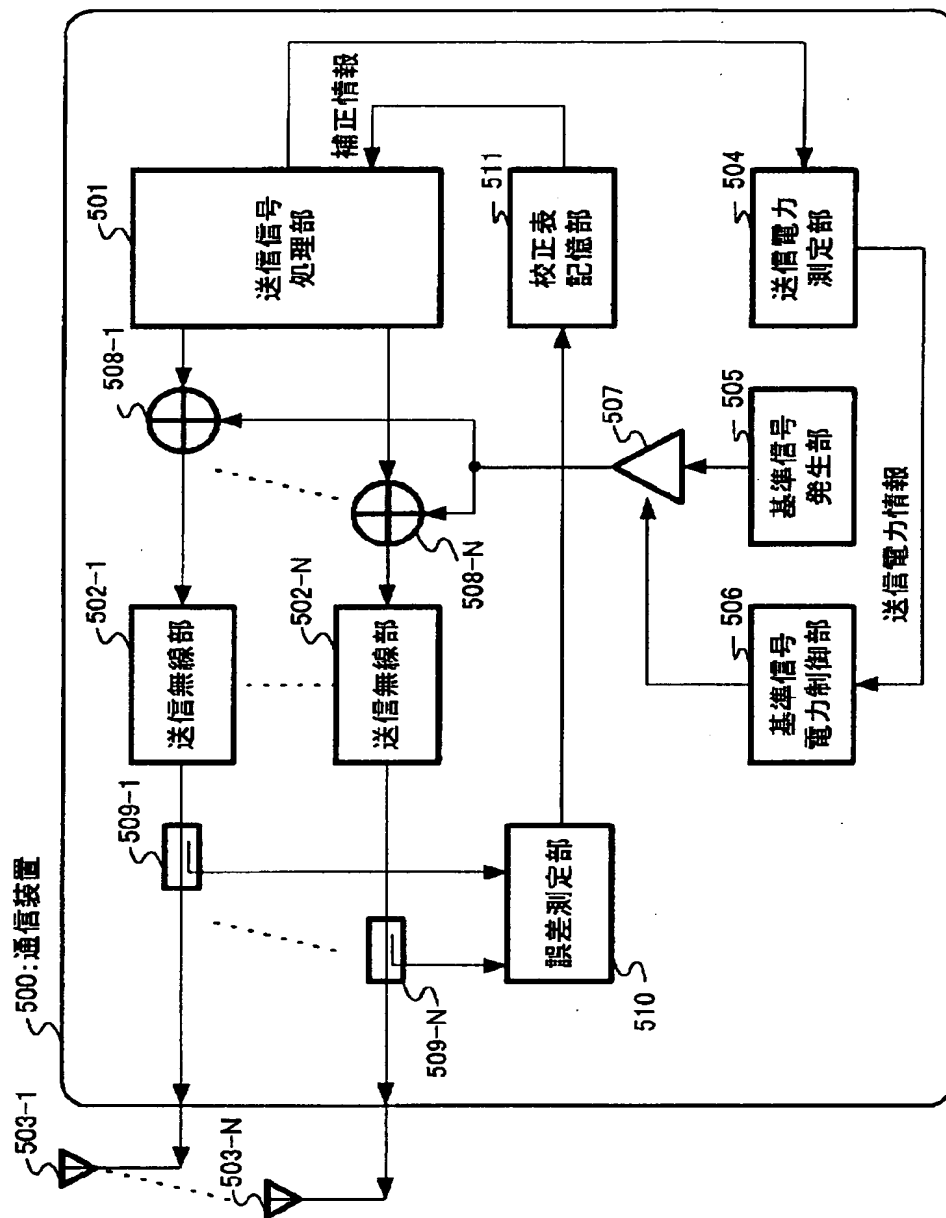 500:通信装置
503-1
503-N
509-1
509-N
502-1
送信無線部
502-N
送信無線部
508-1
508-N
501
送信信号
処理部
補正情報
511
校正表
記憶部
510
誤差測定部
507
506
基準信号
電力制御部
505
基準信号
発生部
504
送信電力
測定部
送信電力情報